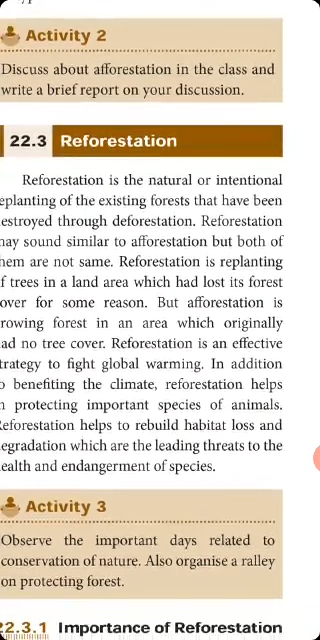 Activity 2
Discuss about afforestation in the class and
write a brief report on your discussion.
22.3 Reforestation
Reforestation is the natural or intentional
eplanting of the existing forests that have been
estroyed through deforestation. Reforestation
nay sound similar to afforestation but both of
hem are not same. Reforestation is replanting
f trees in a land area which had lost its forest
over for some reason. But afforestation is
rowing forest in an area which originally
ad no tree cover. Reforestation is an effective
trategy to fight global warming. In addition
o benefiting the climate, reforestation helps
n protecting important species of animals.
Reforestation helps to rebuild habitat loss and
egradation which are the leading threats to the
ealth and endangerment of species.
Activity 3
Observe the important days related to
conservation of nature. Also organise a ralley
on protecting forest.
22.3.1 Importance of Reforestation